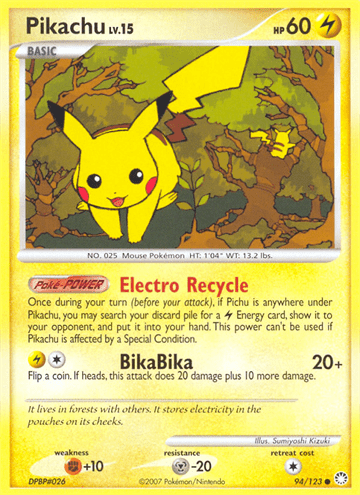 Pikachu LV.15 HP 60
BASIC
NO. 025 Mouse Pokémon HT: 1'04" WT: 13.2 lbs.
Poké-POWER Electro Recycle
Once during your turn (before your attack), if Pichu is anywhere under
Pikachu, you may search your discard pile for a Energy card, show it to
your opponent, and put it into your hand. This power can't be used if
Pikachu is affected by a Special Condition.
BikaBika 20+
Flip a coin. If heads, this attack does 20 damage plus 10 more damage.
It lives in forests with others. It stores electricity in the
pouches on its cheeks.
Illus. Sumiyoshi Kizuki
DPBP#026
weakness resistance retreat cost
+10 -20
©2007 Pokémon/Nintendo 94/123